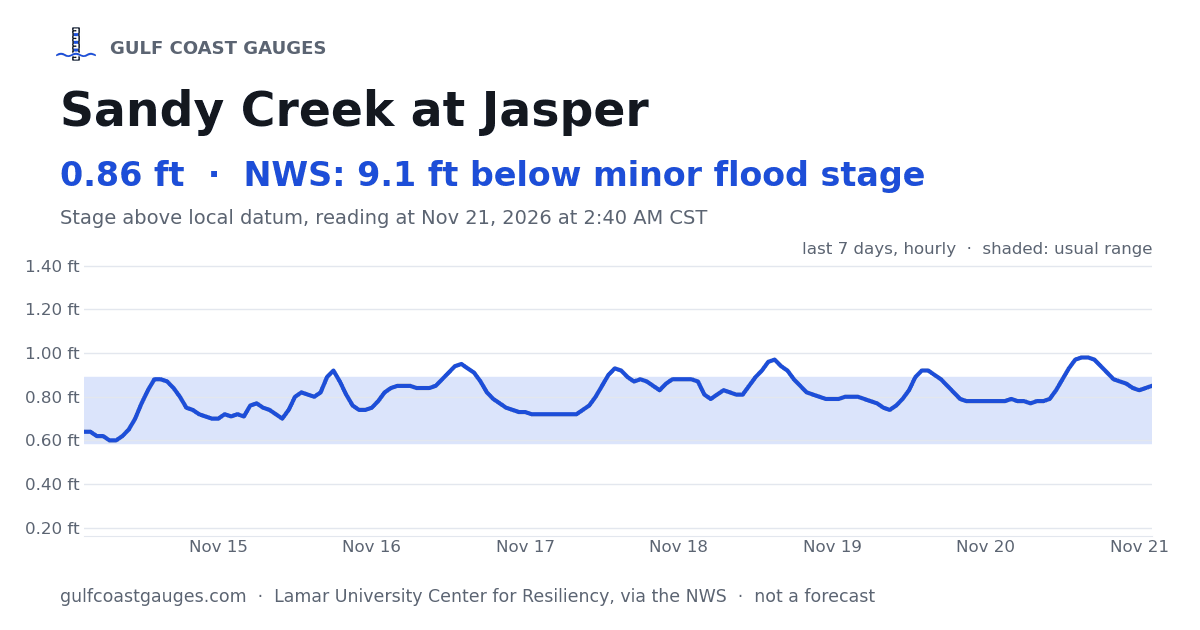 GULF COAST GAUGES
Sandy Creek at Jasper
0.86 ft · NWS: 9.1 ft below minor flood stage
Stage above local datum, reading at Nov 21, 2026 at 2:40 AM CST
last 7 days, hourly · shaded: usual range
1.40 ft
1.20 ft
1.00 ft
0.80 ft
0.60 ft
0.40 ft
0.20 ft
Nov 15 Nov 16 Nov 17 Nov 18 Nov 19 Nov 20 Nov 21
gulfcoastgauges.com · Lamar University Center for Resiliency, via the NWS · not a forecast